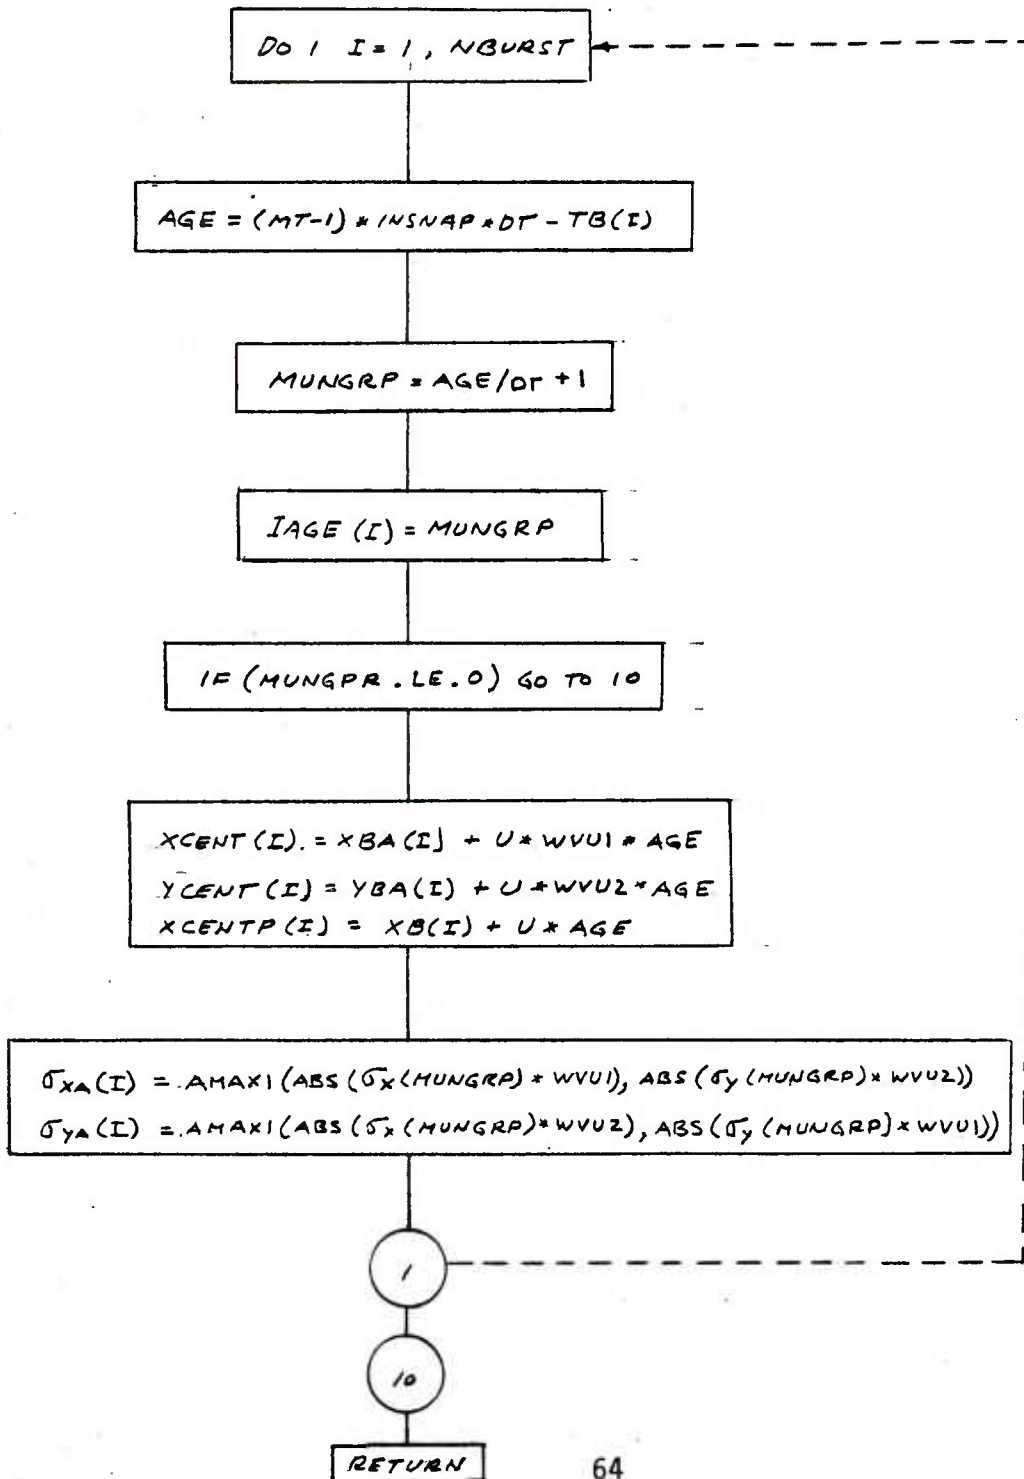 DO 1 I = 1, NBURST
AGE = (MT-1) * INSNAP * DT - TB(I)
MUNGRP = AGE/DT + 1
IAGE (I) = MUNGRP
IF (MUNGPR .LE. 0) GO TO 10
XCENT (I) = XBA(I) + U * WVU1 * AGE
YCENT (I) = YBA(I) + U * WVU2 * AGE
XCENTP (I) = XB(I) + U * AGE
σXA(I) = AMAX1(ABS(σX(MUNGRP) * WVU1), ABS(σy(MUNGRP) * WVU2))
σYA(I) = AMAX1(ABS(σX(MUNGRP) * WVU2), ABS(σy(MUNGRP) * WVU1))
1
10
RETURN
64